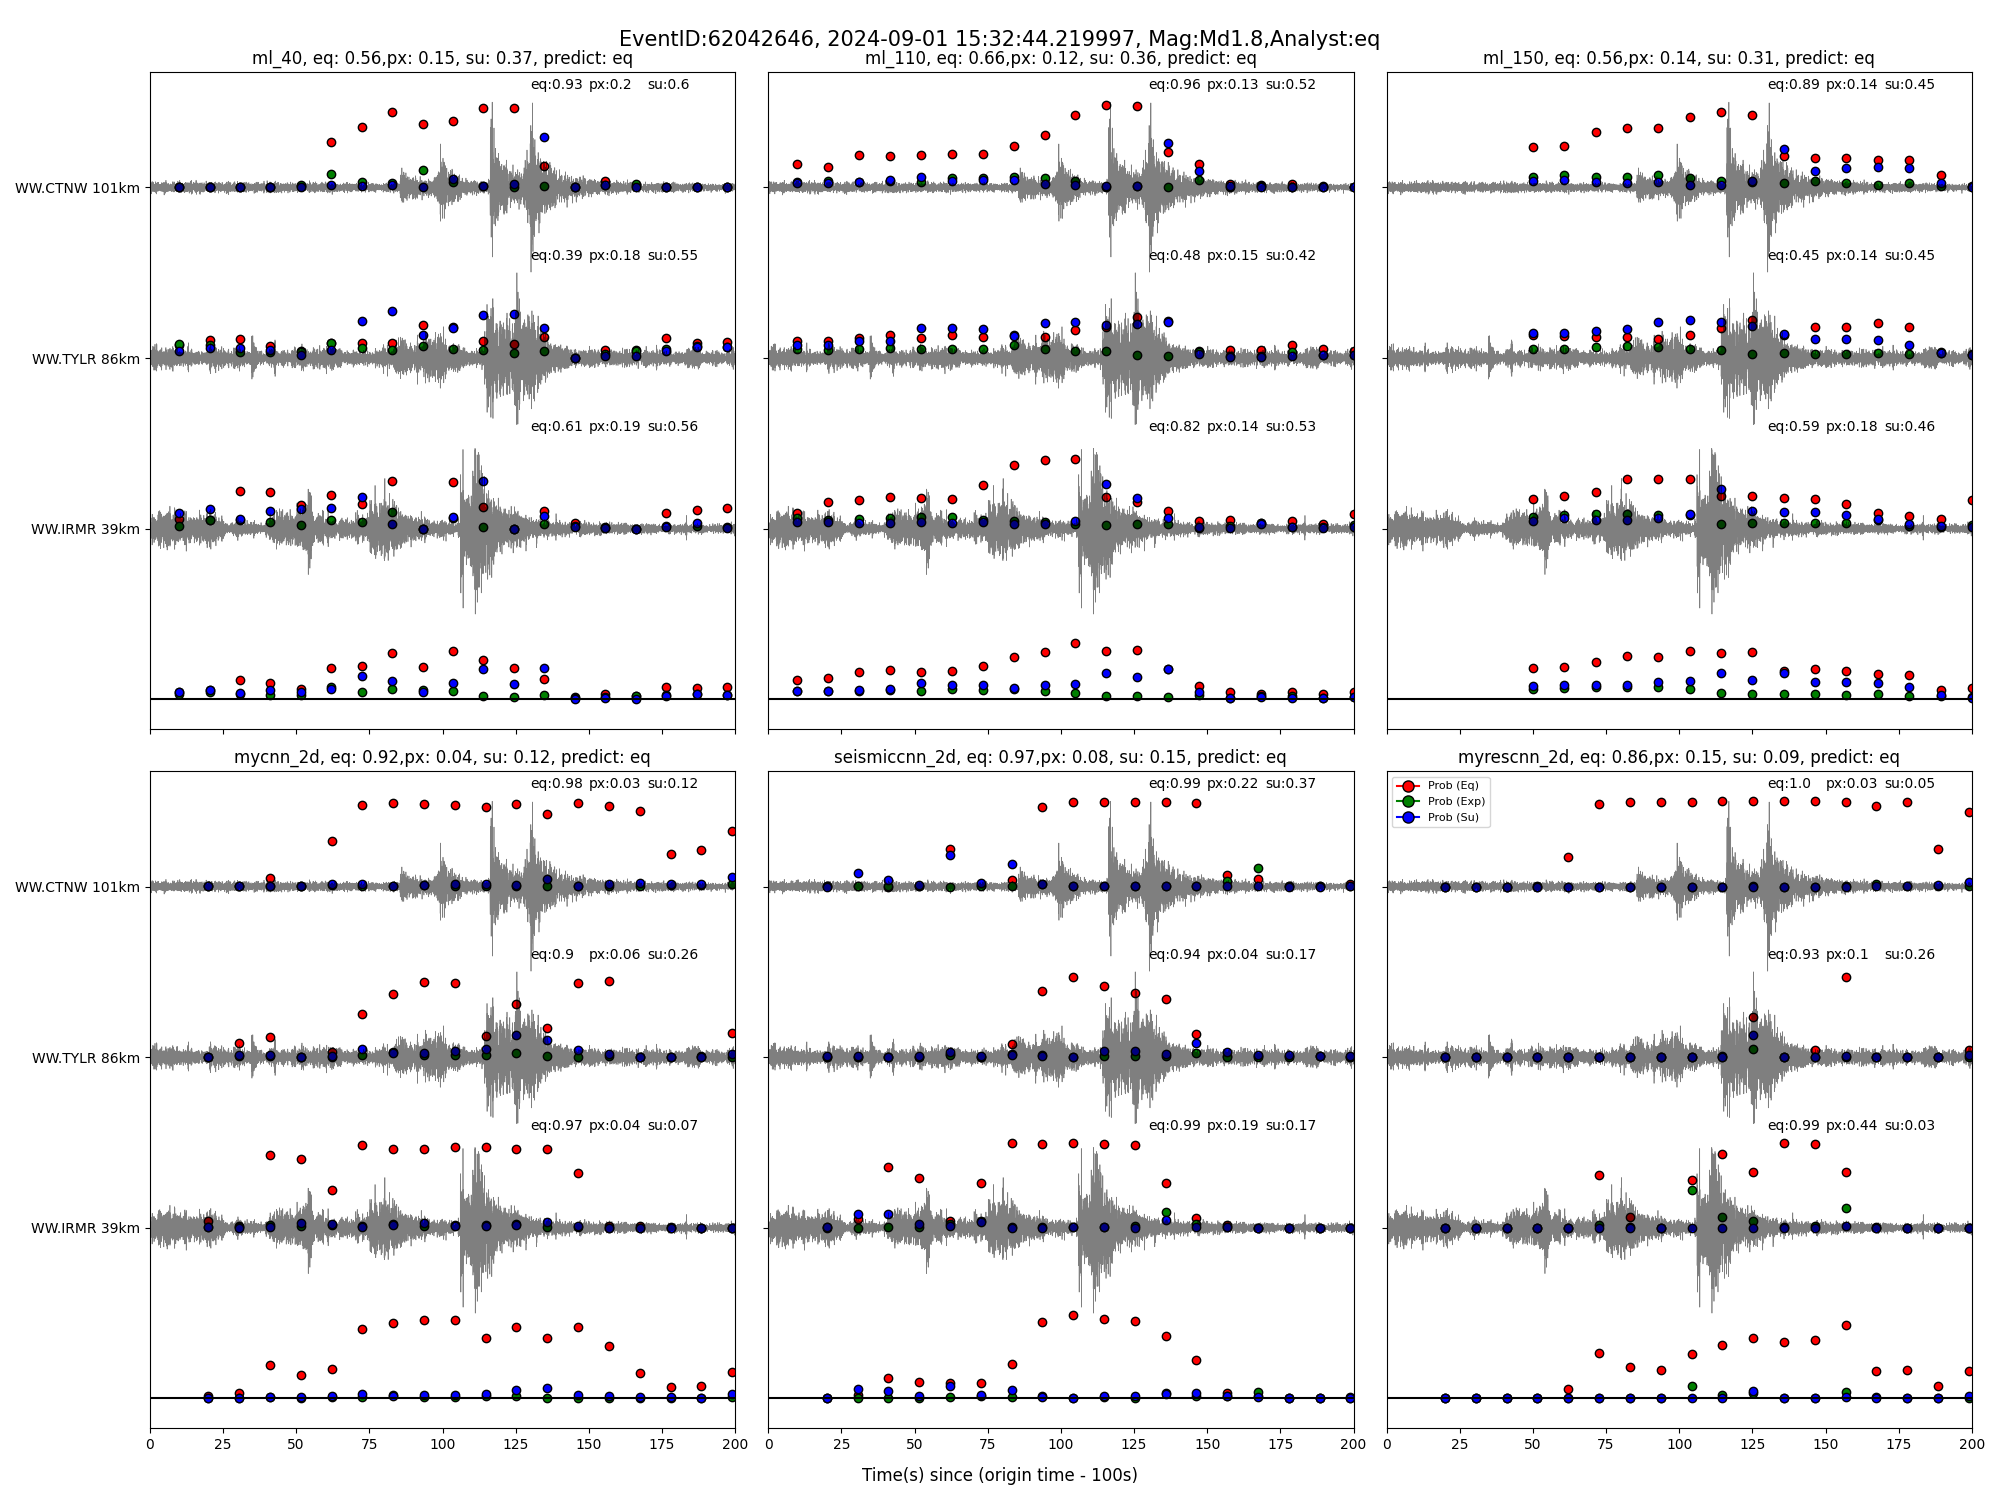 EventID:62042646, 2024-09-01 15:32:44.219997, Mag:Md1.8,Analyst:eq
ml_40, eq: 0.56,px: 0.15, su: 0.37, predict: eq
eq:0.93 px:0.2 su:0.6
WW.CTNW 101km
eq:0.39 px:0.18 su:0.55
WW.TYLR 86km
eq:0.61 px:0.19 su:0.56
WW.IRMR 39km
ml_110, eq: 0.66,px: 0.12, su: 0.36, predict: eq
eq:0.96 px:0.13 su:0.52
eq:0.48 px:0.15 su:0.42
eq:0.82 px:0.14 su:0.53
ml_150, eq: 0.56,px: 0.14, su: 0.31, predict: eq
eq:0.89 px:0.14 su:0.45
eq:0.45 px:0.14 su:0.45
eq:0.59 px:0.18 su:0.46
mycnn_2d, eq: 0.92,px: 0.04, su: 0.12, predict: eq
eq:0.98 px:0.03 su:0.12
WW.CTNW 101km
eq:0.9 px:0.06 su:0.26
WW.TYLR 86km
eq:0.97 px:0.04 su:0.07
WW.IRMR 39km
0 25 50 75 100 125 150 175 200
seismiccnn_2d, eq: 0.97,px: 0.08, su: 0.15, predict: eq
eq:0.99 px:0.22 su:0.37
eq:0.94 px:0.04 su:0.17
eq:0.99 px:0.19 su:0.17
0 25 50 75 100 125 150 175 200
myrescnn_2d, eq: 0.86,px: 0.15, su: 0.09, predict: eq
Prob (Eq)
Prob (Exp)
Prob (Su)
eq:1.0 px:0.03 su:0.05
eq:0.93 px:0.1 su:0.26
eq:0.99 px:0.44 su:0.03
0 25 50 75 100 125 150 175 200
Time(s) since (origin time - 100s)